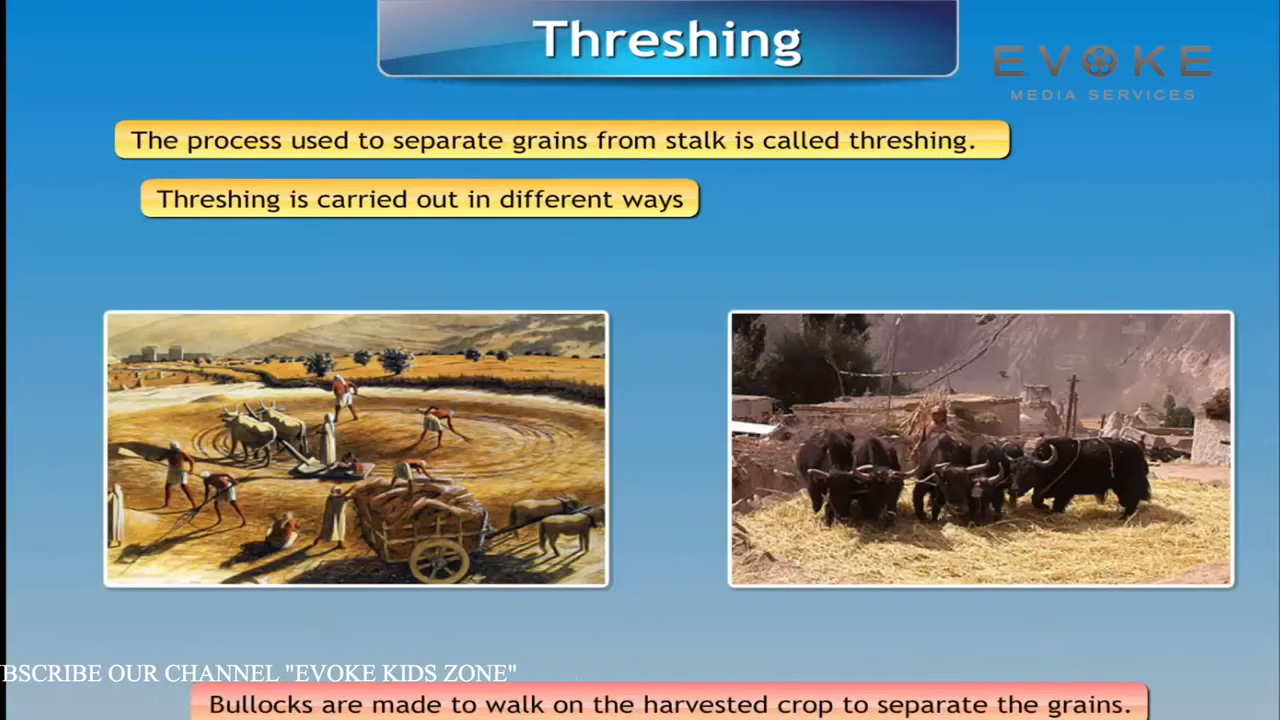 Threshing
EVOKE
MEDIA SERVICES
The process used to separate grains from stalk is called threshing.
Threshing is carried out in different ways
BSCRIBE OUR CHANNEL "EVOKE KIDS ZONE"
Bullocks are made to walk on the harvested crop to separate the grains.